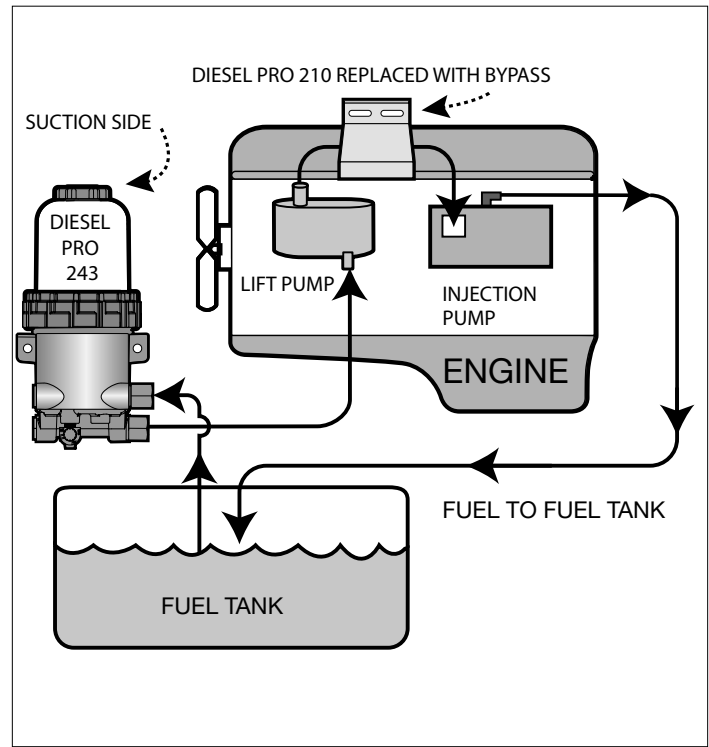 DIESEL PRO 210 REPLACED WITH BYPASS
SUCTION SIDE
DIESEL
PRO
243
LIFT PUMP
INJECTION
PUMP
ENGINE
FUEL TO FUEL TANK
FUEL TANK